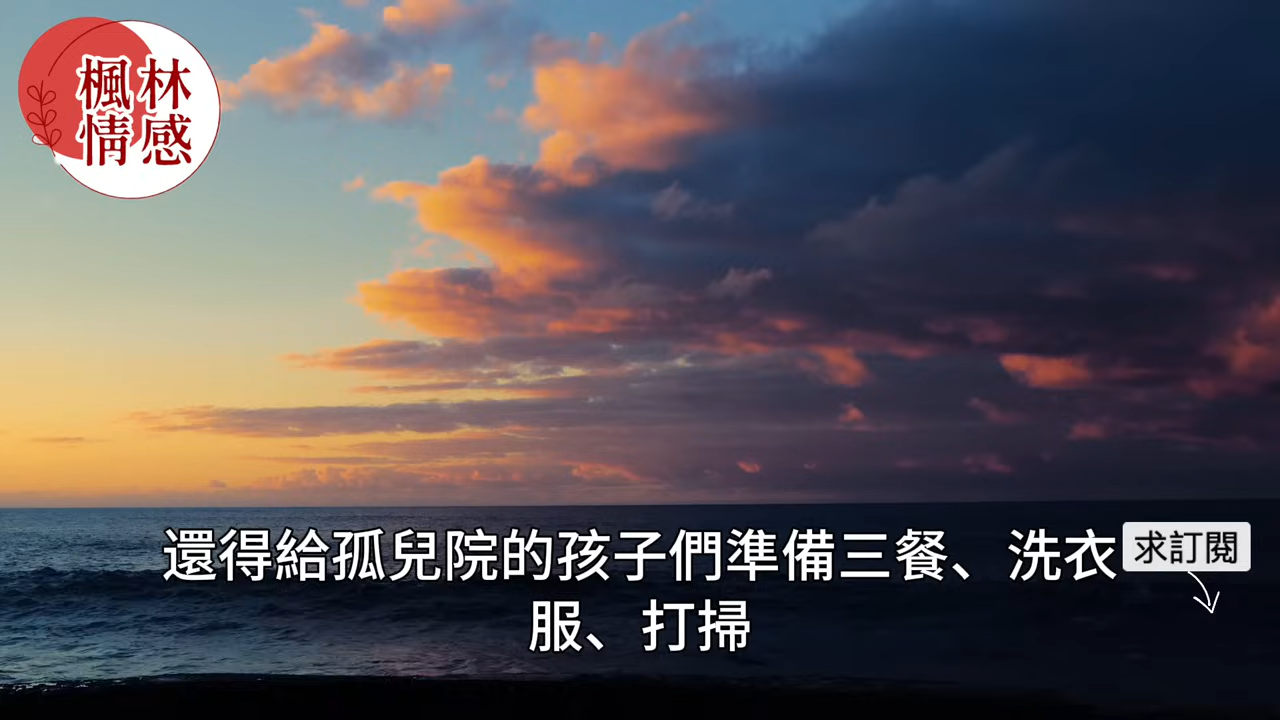 楓林
情感
還得給孤兒院的孩子們準備三餐、洗衣
服、打掃
求訂閱